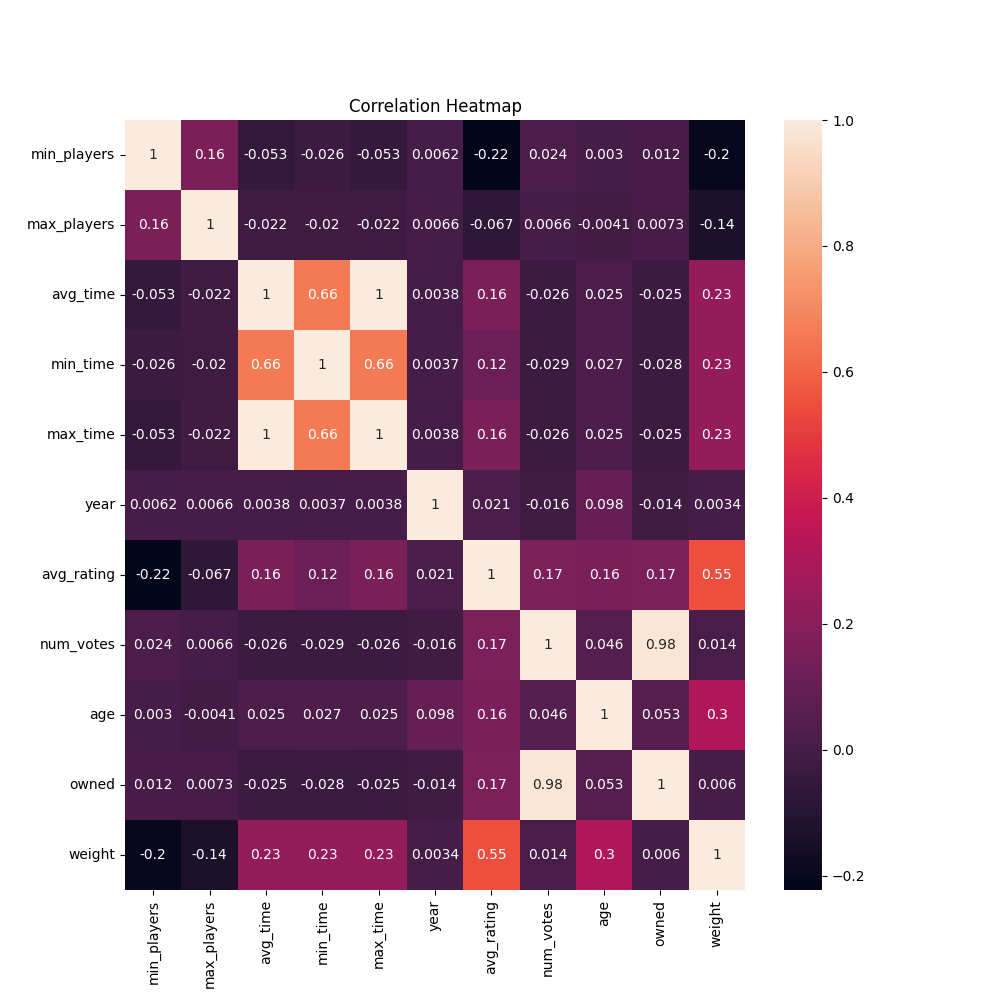 Correlation Heatmap
min_players 1 0.16 -0.053 -0.026 -0.053 0.0062 -0.22 0.024 0.003 0.012 -0.2
max_players 0.16 1 -0.022 -0.02 -0.022 0.0066 -0.067 0.0066 -0.0041 0.0073 -0.14
avg_time -0.053 -0.022 1 0.66 1 0.0038 0.16 -0.026 0.025 -0.025 0.23
min_time -0.026 -0.02 0.66 1 0.66 0.0037 0.12 -0.029 0.027 -0.028 0.23
max_time -0.053 -0.022 1 0.66 1 0.0038 0.16 -0.026 0.025 -0.025 0.23
year 0.0062 0.0066 0.0038 0.0037 0.0038 1 0.021 -0.016 0.098 -0.014 0.0034
avg_rating -0.22 -0.067 0.16 0.12 0.16 0.021 1 0.17 0.16 0.17 0.55
num_votes 0.024 0.0066 -0.026 -0.029 -0.026 -0.016 0.17 1 0.046 0.98 0.014
age 0.003 -0.0041 0.025 0.027 0.025 0.098 0.16 0.046 1 0.053 0.3
owned 0.012 0.0073 -0.025 -0.028 -0.025 -0.014 0.17 0.98 0.053 1 0.006
weight -0.2 -0.14 0.23 0.23 0.23 0.0034 0.55 0.014 0.3 0.006 1
min_players max_players avg_time min_time max_time year avg_rating num_votes age owned weight
1.0
0.8
0.6
0.4
0.2
0.0
−0.2